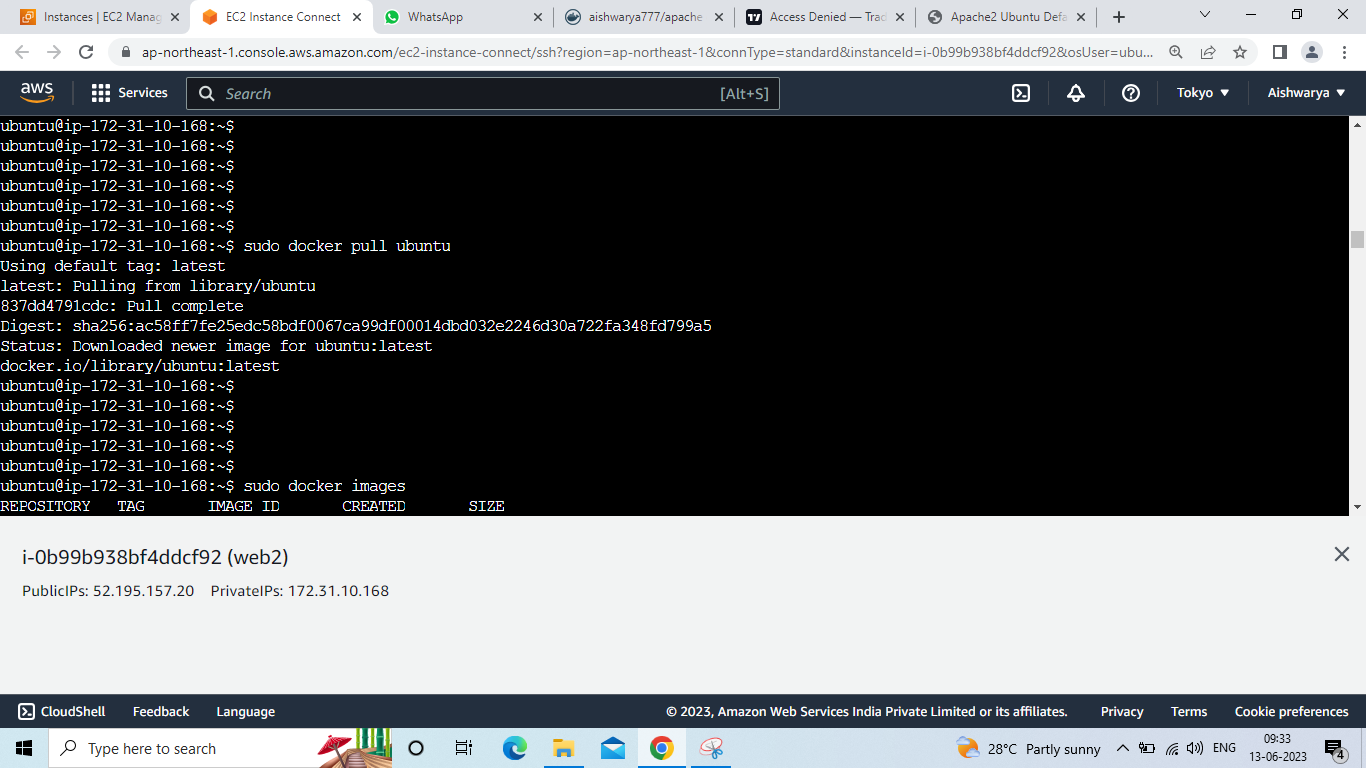 Instances | EC2 Manag
EC2 Instance Connect
WhatsApp
aishwarya777/apache
Access Denied — Trad
Apache2 Ubuntu Defa
ap-northeast-1.console.aws.amazon.com/ec2-instance-connect/ssh?region=ap-northeast-1&connType=standard&instanceId=i-0b99b938bf4ddcf92&osUser=ubu...
aws
Services
Search
[Alt+S]
Tokyo
Aishwarya
ubuntu@ip-172-31-10-168:~$
ubuntu@ip-172-31-10-168:~$
ubuntu@ip-172-31-10-168:~$
ubuntu@ip-172-31-10-168:~$
ubuntu@ip-172-31-10-168:~$
ubuntu@ip-172-31-10-168:~$
ubuntu@ip-172-31-10-168:~$ sudo docker pull ubuntu
Using default tag: latest
latest: Pulling from library/ubuntu
837dd4791cdc: Pull complete
Digest: sha256:ac58ff7fe25edc58bdf0067ca99df00014dbd032e2246d30a722fa348fd799a5
Status: Downloaded newer image for ubuntu:latest
docker.io/library/ubuntu:latest
ubuntu@ip-172-31-10-168:~$
ubuntu@ip-172-31-10-168:~$
ubuntu@ip-172-31-10-168:~$
ubuntu@ip-172-31-10-168:~$
ubuntu@ip-172-31-10-168:~$
ubuntu@ip-172-31-10-168:~$ sudo docker images
REPOSITORY TAG IMAGE ID CREATED SIZE
i-0b99b938bf4ddcf92 (web2)
PublicIPs: 52.195.157.20 PrivateIPs: 172.31.10.168
CloudShell
Feedback
Language
© 2023, Amazon Web Services India Private Limited or its affiliates.
Privacy
Terms
Cookie preferences
Type here to search
28°C Partly sunny
ENG
09:33
13-06-2023
4